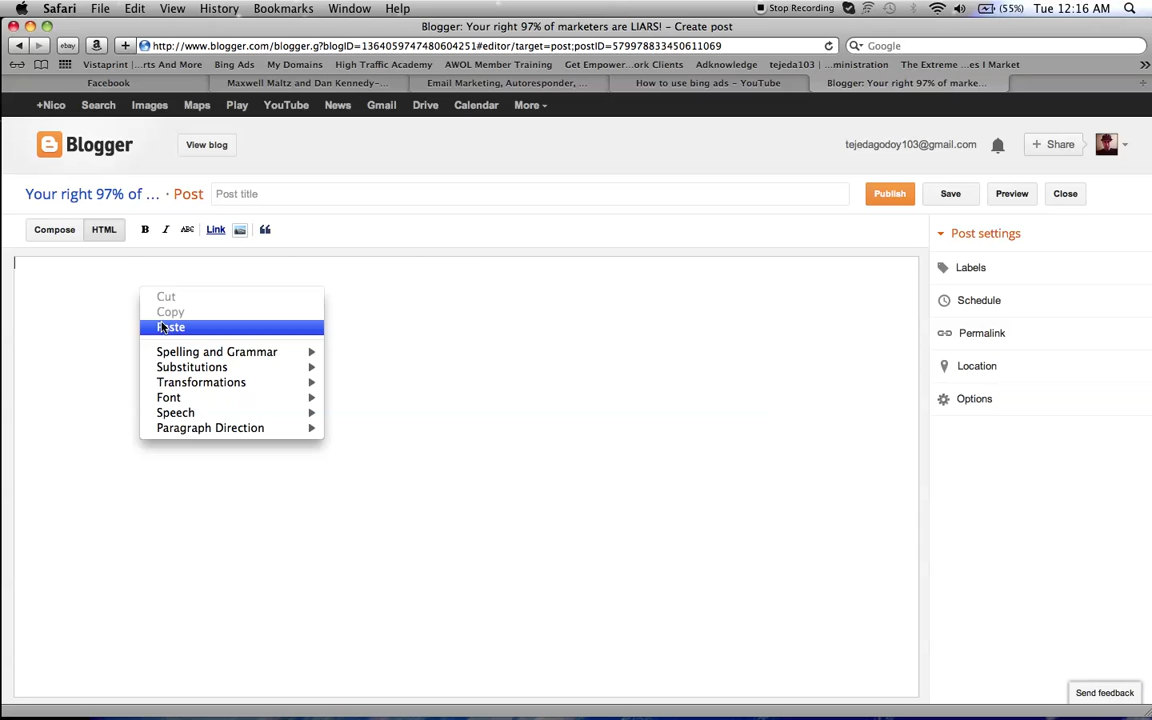 Safari File Edit View History Bookmarks Window Help Stop Recording (55%) Tue 12:16 AM
Blogger: Your right 97% of marketers are LIARS! – Create post
ebay a + http://www.blogger.com/blogger.g?blogID=1364059747480604251#editor/target=post;postID=579978833450611069 Google
Vistaprint |...rts And More Bing Ads My Domains High Traffic Academy AWOL Member Training Get Empower...ork Clients Adknowledge tejeda103 | ...ministration The Extreme ...es I Market
Facebook Maxwell Maltz and Dan Kennedy–... Email Marketing, Autoresponder, ... How to use bing ads – YouTube Blogger: Your right 97% of marke...
+Nico Search Images Maps Play YouTube News Gmail Drive Calendar More
Blogger View blog tejedagodoy103@gmail.com + Share
Your right 97% of ... · Post Post title Publish Save Preview Close
Compose HTML B I ABC Link
Post settings
Labels
Schedule
Permalink
Location
Options
Cut
Copy
Paste
Spelling and Grammar
Substitutions
Transformations
Font
Speech
Paragraph Direction
Send feedback